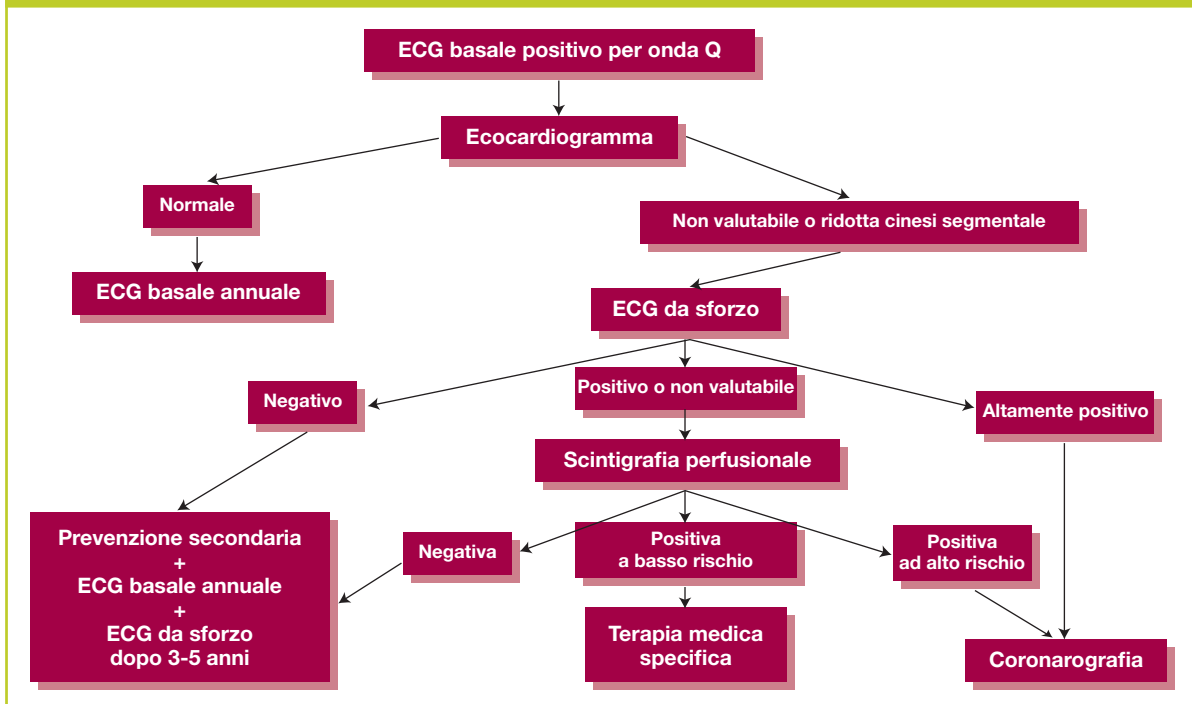 ECG basale positivo per onda Q
Ecocardiogramma
Normale
Non valutabile o ridotta cinesi segmentale
ECG basale annuale
ECG da sforzo
Negativo
Positivo o non valutabile
Altamente positivo
Scintigrafia perfusionale
Prevenzione secondaria
+
ECG basale annuale
+
ECG da sforzo
dopo 3-5 anni
Negativa
Positiva
a basso rischio
Positiva
ad alto rischio
Terapia medica
specifica
Coronarografia